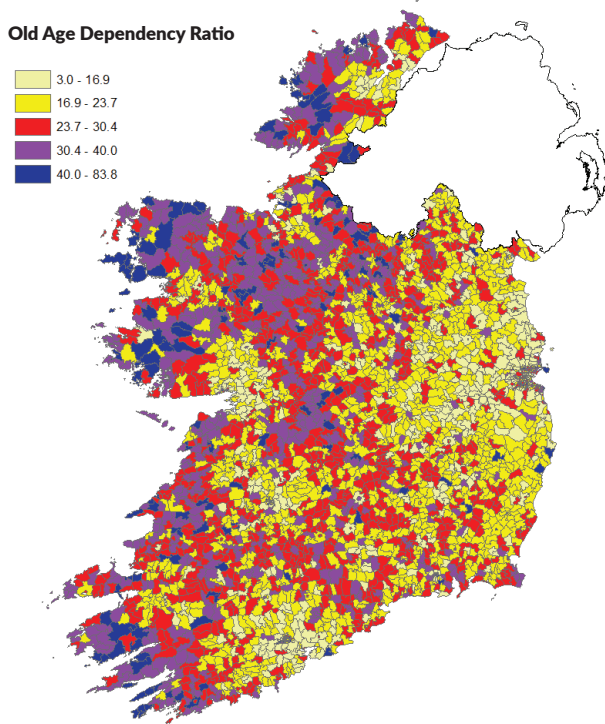 Old Age Dependency Ratio
3.0 - 16.9
16.9 - 23.7
23.7 - 30.4
30.4 - 40.0
40.0 - 83.8